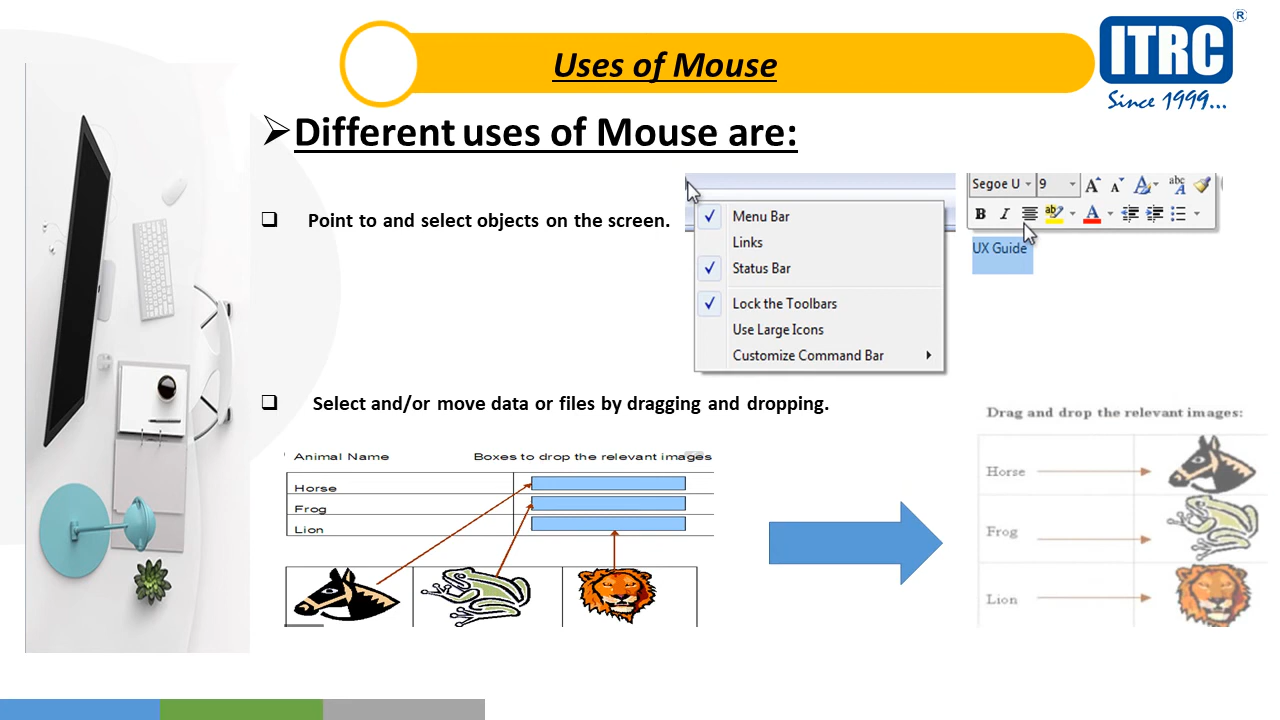 Uses of Mouse
ITRC
®
Since 1999...
Different uses of Mouse are:
Point to and select objects on the screen.
Menu Bar
Links
Status Bar
Lock the Toolbars
Use Large Icons
Customize Command Bar
Segoe U 9 A A A abc A
B I ab A
UX Guide
Select and/or move data or files by dragging and dropping.
Animal Name Boxes to drop the relevant images
Horse
Frog
Lion
Drag and drop the relevant images:
Horse
Frog
Lion